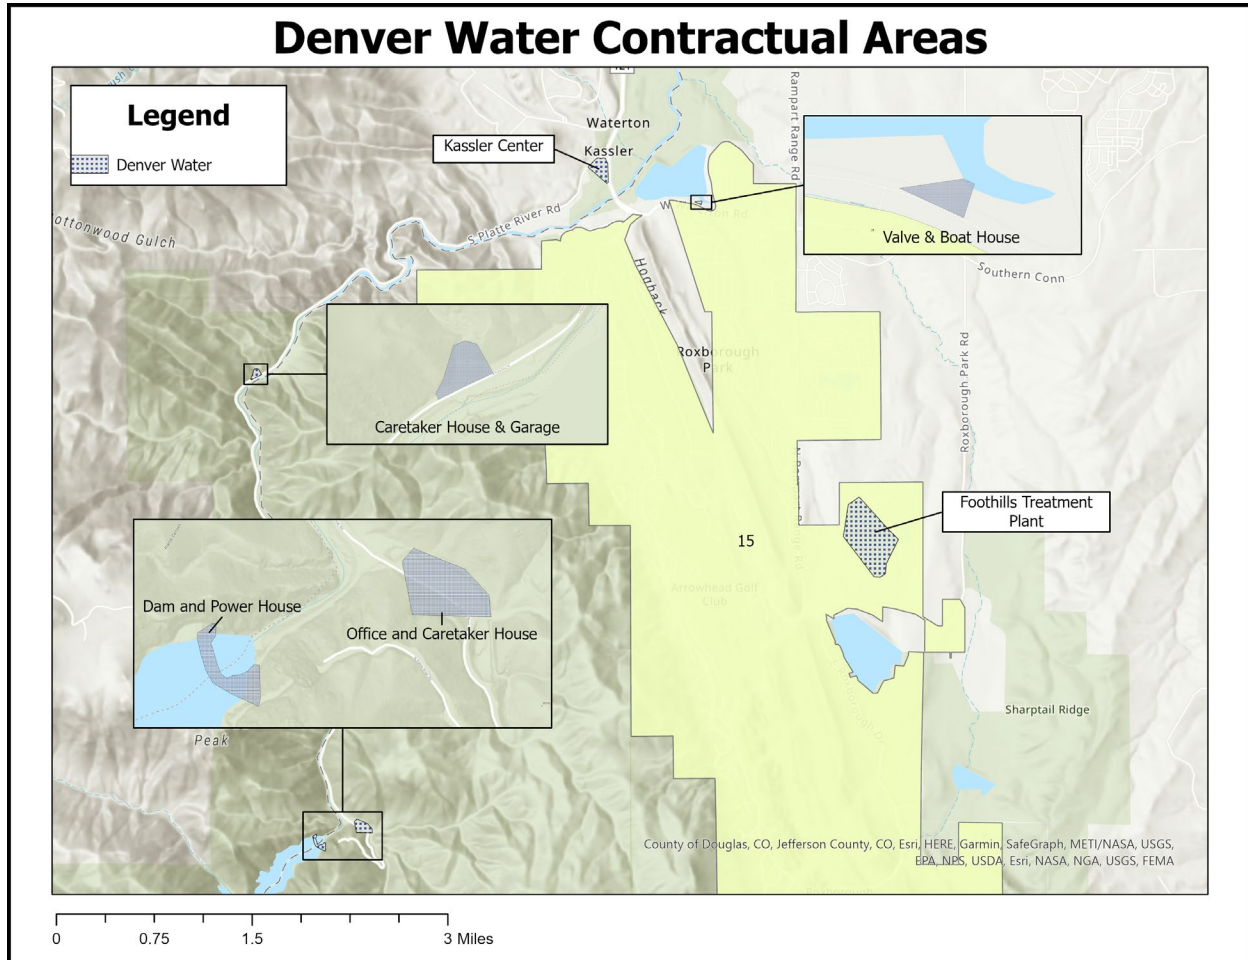 Denver Water Contractual Areas
Legend
Denver Water
Waterton
Kassler
Kassler Center
Rampart Range Rd
S Platte River Rd
ottonwood Gulch
Valve & Boat House
Southern Conn
Hogback
Roxborough
Park
Caretaker House & Garage
Roxborough Park Rd
Foothills Treatment
Plant
15
Arrowhead Golf
Club
Dam and Power House
Office and Caretaker House
Peak
Sharptail Ridge
County of Douglas, CO, Jefferson County, CO, Esri, HERE, Garmin, SafeGraph, METI/NASA, USGS,
EPA, NPS, USDA, Esri, NASA, NGA, USGS, FEMA
0 0.75 1.5 3 Miles